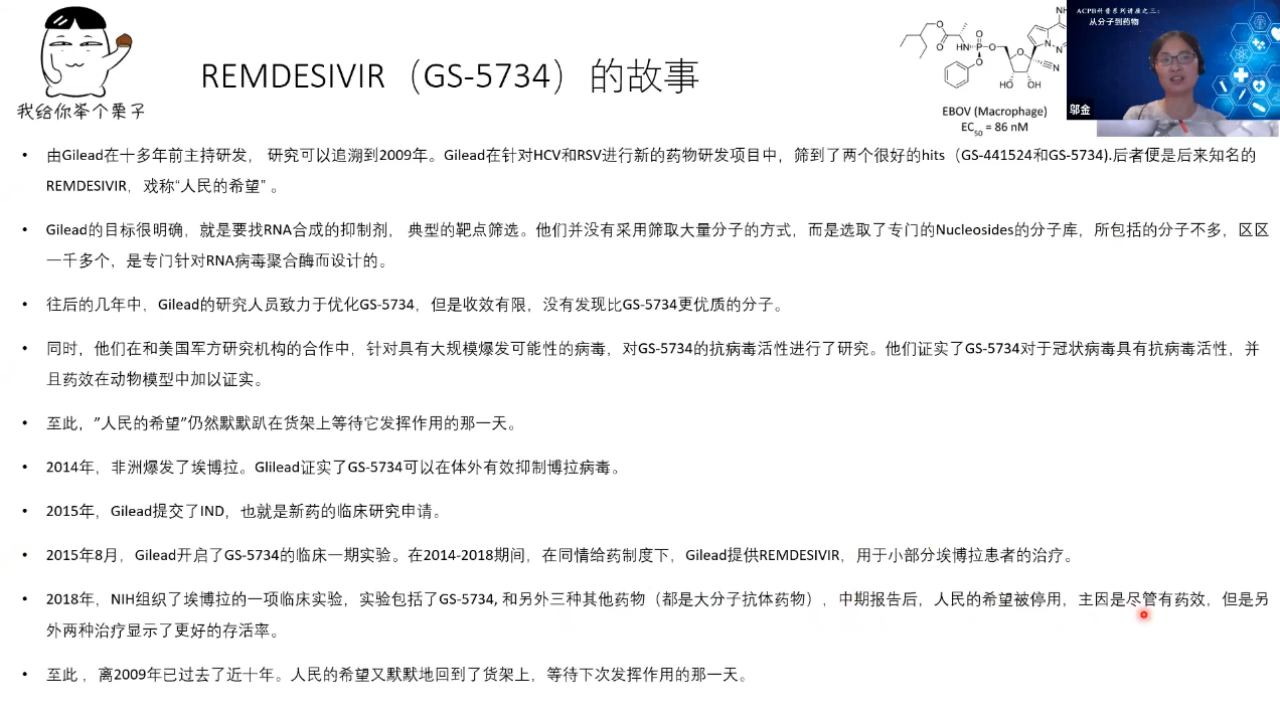 我给你举个栗子
REMDESIVIR（GS-5734）的故事
EBOV (Macrophage)
EC50 = 86 nM
O
O
HN
P
O
O
O
N
N
N
NH
CN
HO
OH
ACPB科普系列讲座之三：
从分子到药物
邬金
• 由Gilead在十多年前主持研发， 研究可以追溯到2009年。Gilead在针对HCV和RSV进行新的药物研发项目中，筛到了两个很好的hits（GS-441524和GS-5734).后者便是后来知名的
REMDESIVIR，戏称“人民的希望” 。
• Gilead的目标很明确，就是要找RNA合成的抑制剂， 典型的靶点筛选。他们并没有采用筛取大量分子的方式，而是选取了专门的Nucleosides的分子库，所包括的分子不多，区区
一千多个，是专门针对RNA病毒聚合酶而设计的。
• 往后的几年中，Gilead的研究人员致力于优化GS-5734，但是收效有限，没有发现比GS-5734更优质的分子。
• 同时，他们在和美国军方研究机构的合作中，针对具有大规模爆发可能性的病毒，对GS-5734的抗病毒活性进行了研究。他们证实了GS-5734对于冠状病毒具有抗病毒活性，并
且药效在动物模型中加以证实。
• 至此，”人民的希望”仍然默默趴在货架上等待它发挥作用的那一天。
• 2014年，非洲爆发了埃博拉。Glilead证实了GS-5734可以在体外有效抑制博拉病毒。
• 2015年，Gilead提交了IND，也就是新药的临床研究申请。
• 2015年8月，Gilead开启了GS-5734的临床一期实验。在2014-2018期间，在同情给药制度下，Gilead提供REMDESIVIR，用于小部分埃博拉患者的治疗。
• 2018年，NIH组织了埃博拉的一项临床实验，实验包括了GS-5734, 和另外三种其他药物（都是大分子抗体药物），中期报告后，人民的希望被停用，主因是尽管有药效，但是另
外两种治疗显示了更好的存活率。
• 至此 ，离2009年已过去了近十年。人民的希望又默默地回到了货架上，等待下次发挥作用的那一天。